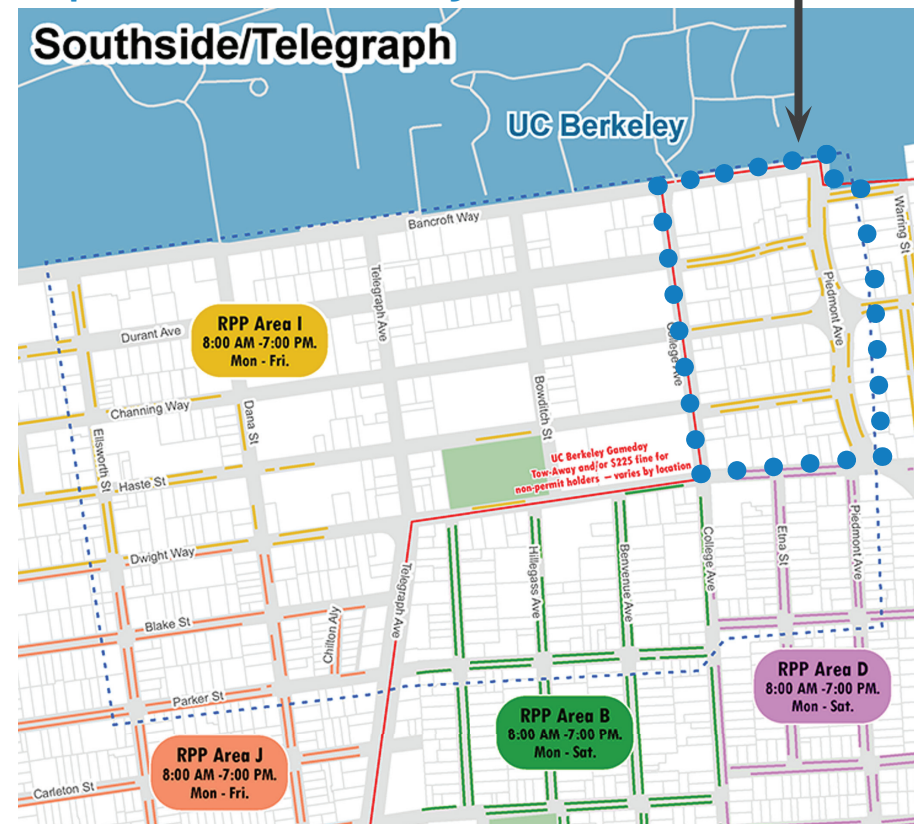 Southside/Telegraph
UC Berkeley
Bancroft Way
Warring St
Telegraph Ave
Piedmont Ave
RPP Area I
8:00 AM -7:00 PM.
Mon - Fri.
Durant Ave
College Ave
Channing Way
Dana St
Bowditch St
Ellsworth St
UC Berkeley Gameday
Tow-Away and/or $225 fine for
non-permit holders — varies by location
Haste St
Dwight Way
Telegraph Ave
Hillegass Ave
Benvenue Ave
College Ave
Etna St
Piedmont Ave
Blake St
Chilton Aly
Parker St
RPP Area D
8:00 AM -7:00 PM.
Mon - Sat.
RPP Area B
8:00 AM -7:00 PM.
Mon - Sat.
RPP Area J
8:00 AM -7:00 PM.
Mon - Fri.
Carleton St